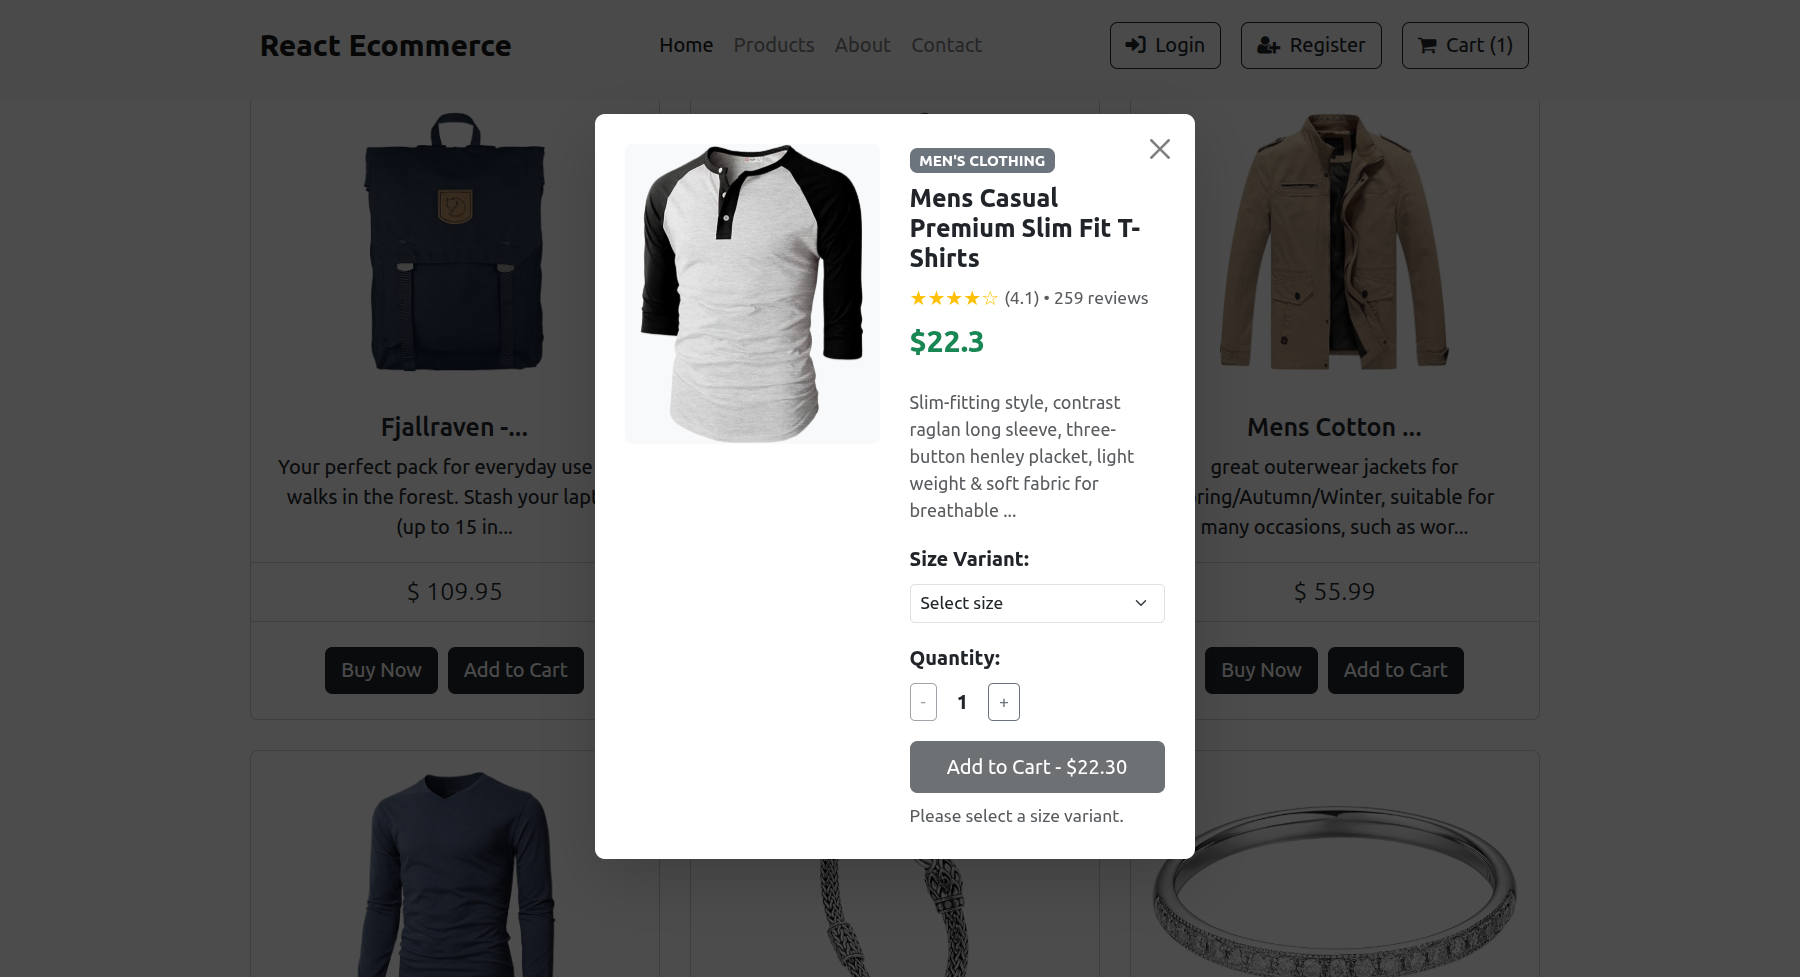 React Ecommerce
Home Products About Contact
Login Register Cart (1)
MEN'S CLOTHING
Mens Casual
Premium Slim Fit T-
Shirts
★★★★☆ (4.1) • 259 reviews
$22.3
Slim-fitting style, contrast
raglan long sleeve, three-
button henley placket, light
weight & soft fabric for
breathable ...
Size Variant:
Select size
Quantity:
- 1 +
Add to Cart - $22.30
Please select a size variant.
Fjallraven -...
Your perfect pack for everyday use
walks in the forest. Stash your lapt
(up to 15 in...
$ 109.95
Buy Now Add to Cart
Mens Cotton ...
great outerwear jackets for
ring/Autumn/Winter, suitable for
many occasions, such as wor...
$ 55.99
Buy Now Add to Cart